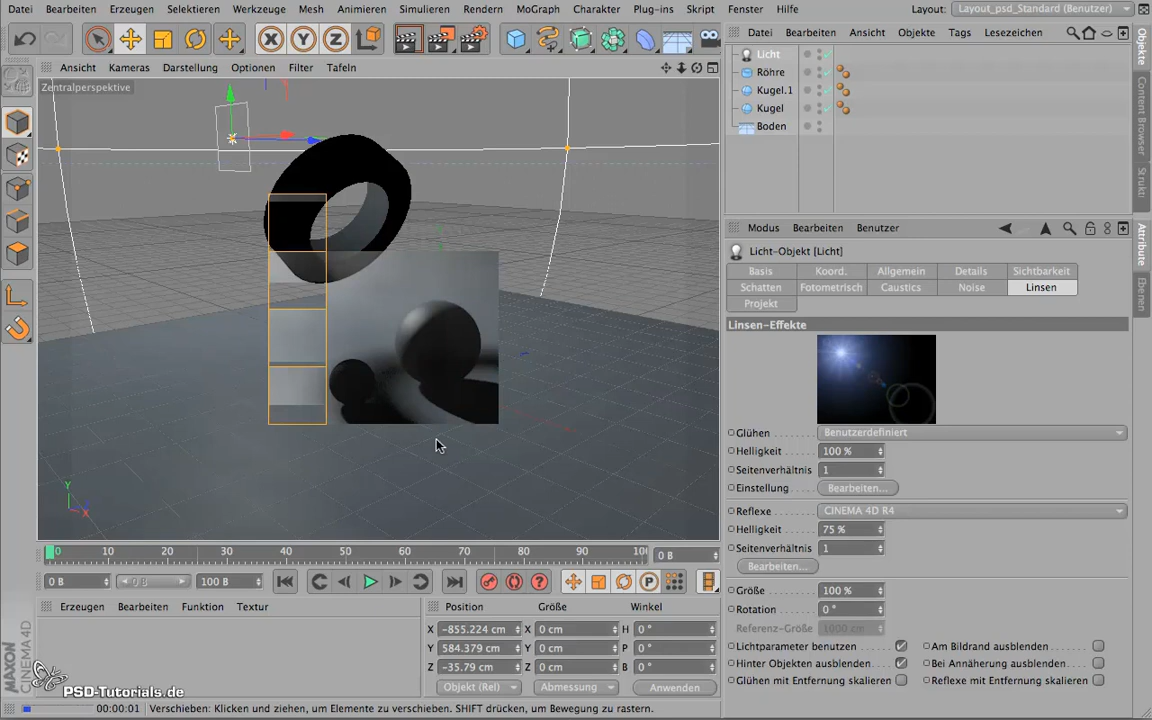 Datei Bearbeiten Erzeugen Selektieren Werkzeuge Mesh Animieren Simulieren Rendern MoGraph Charakter Plug-ins Skript Fenster Hilfe Layout: Layout_psd_Standard (Benutzer)
X Y Z
Datei Bearbeiten Ansicht Objekte Tags Lesezeichen
Ansicht Kameras Darstellung Optionen Filter Tafeln
Zentralperspektive
Licht
Röhre
Kugel.1
Kugel
Boden
Objekte
Content Browser
Modus Bearbeiten Benutzer
Licht-Objekt [Licht]
Basis Koord. Allgemein Details Sichtbarkeit
Schatten Fotometrisch Caustics Noise Linsen
Projekt
Attribute
Ebenen
Linsen-Effekte
Glühen Benutzerdefiniert
Helligkeit 100 %
Seitenverhältnis 1
Einstellung Bearbeiten...
Reflexe CINEMA 4D R4
Helligkeit 75 %
Seitenverhältnis 1
Bearbeiten...
Größe 100 %
Rotation 0 °
Referenz-Größe 1000 cm
Lichtparameter benutzen Am Bildrand ausblenden
Hinter Objekten ausblenden Bei Annäherung ausblenden
Glühen mit Entfernung skalieren Reflexe mit Entfernung skalieren
Y
X
0 10 20 30 40 50 60 70 80 90 100 0 B
0 B 0 B 100 B
P
Erzeugen Bearbeiten Funktion Textur
Position Größe Winkel
X -855.224 cm X 0 cm H 0 °
Y 584.379 cm Y 0 cm P 0 °
Z -35.79 cm Z 0 cm B 0 °
Objekt (Rel) Abmessung Anwenden
MAXON
CINEMA 4D
PSD-Tutorials.de
00:00:01 Verschieben: Klicken und ziehen, um Elemente zu verschieben. SHIFT drücken, um Bewegung zu rastern.